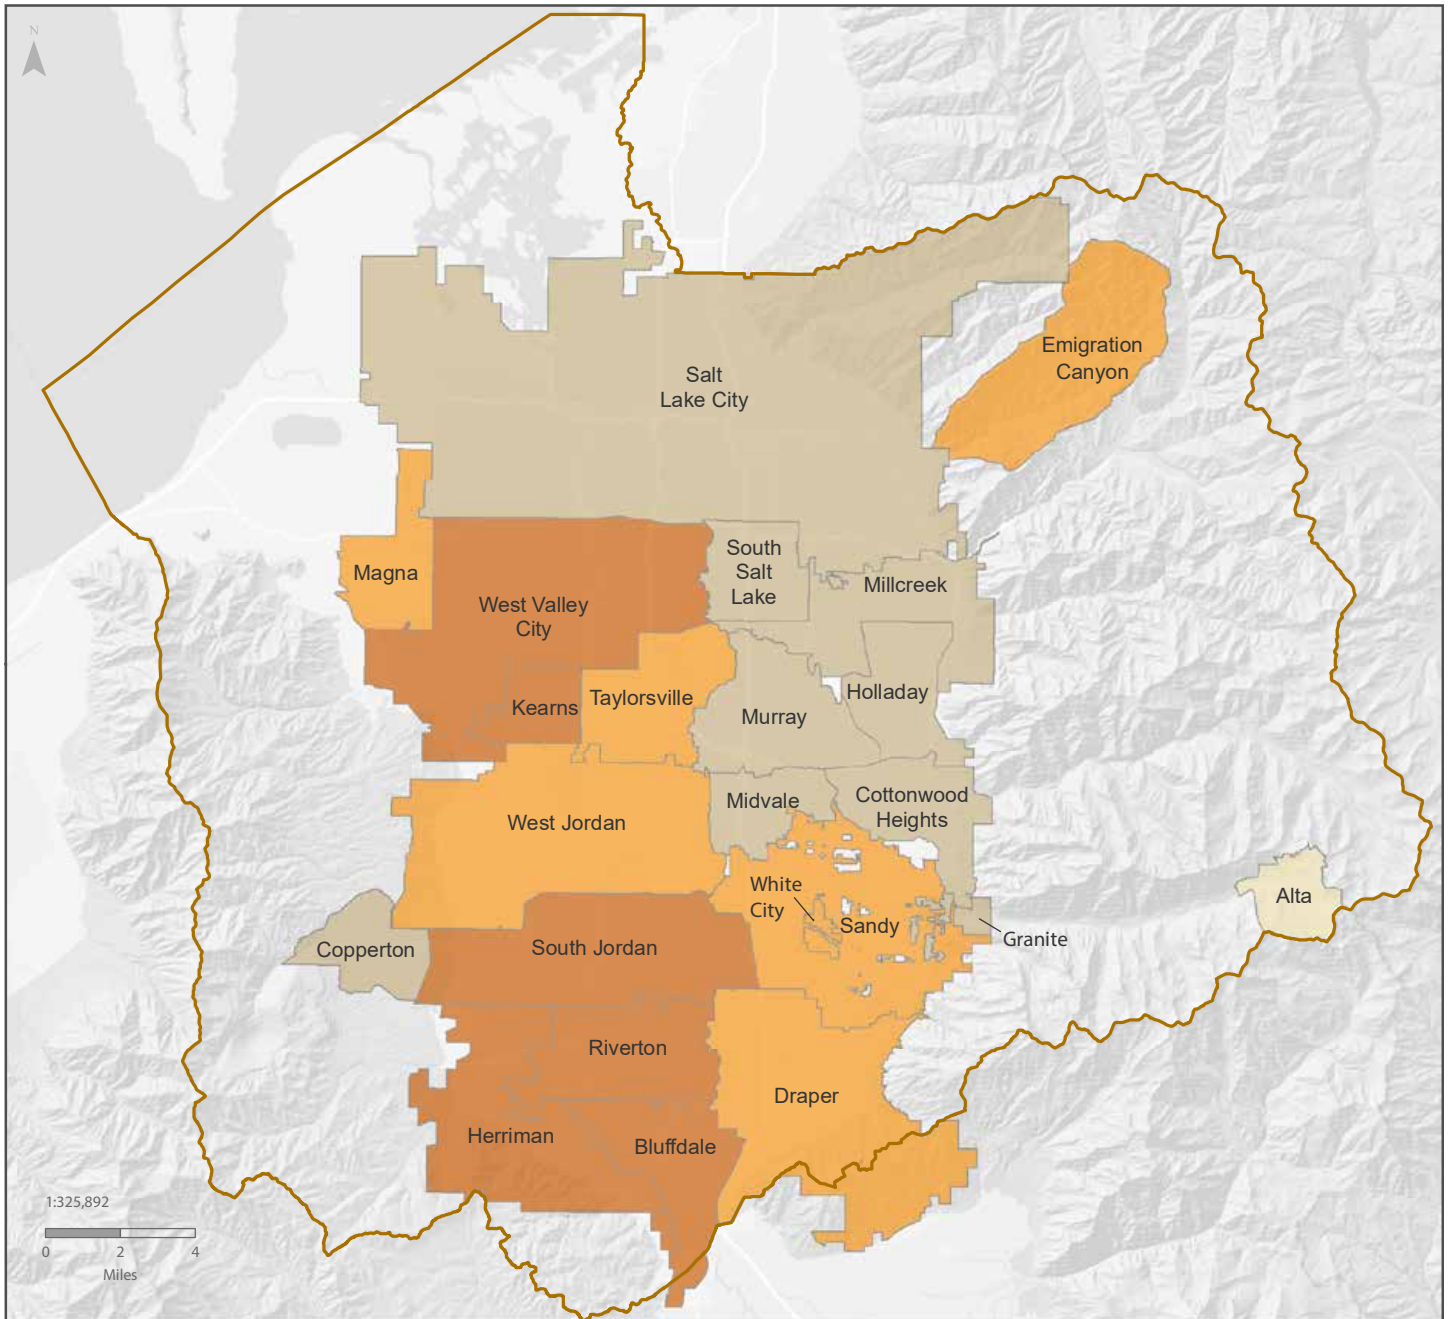 N
Salt
Lake City
Emigration
Canyon
Magna
West Valley
City
South
Salt
Lake
Millcreek
Kearns
Taylorsville
Murray
Holladay
West Jordan
Midvale
Cottonwood
Heights
White
City
Sandy
Alta
Granite
Copperton
South Jordan
Riverton
Draper
Herriman
Bluffdale
1:325,892
0 2 4
Miles